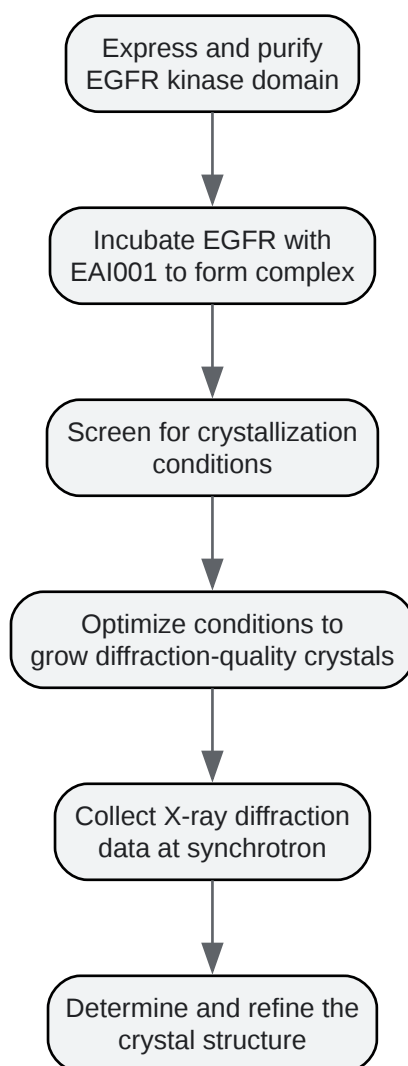 Express and purify
EGFR kinase domain
Incubate EGFR with
EAI001 to form complex
Screen for crystallization
conditions
Optimize conditions to
grow diffraction-quality crystals
Collect X-ray diffraction
data at synchrotron
Determine and refine the
crystal structure